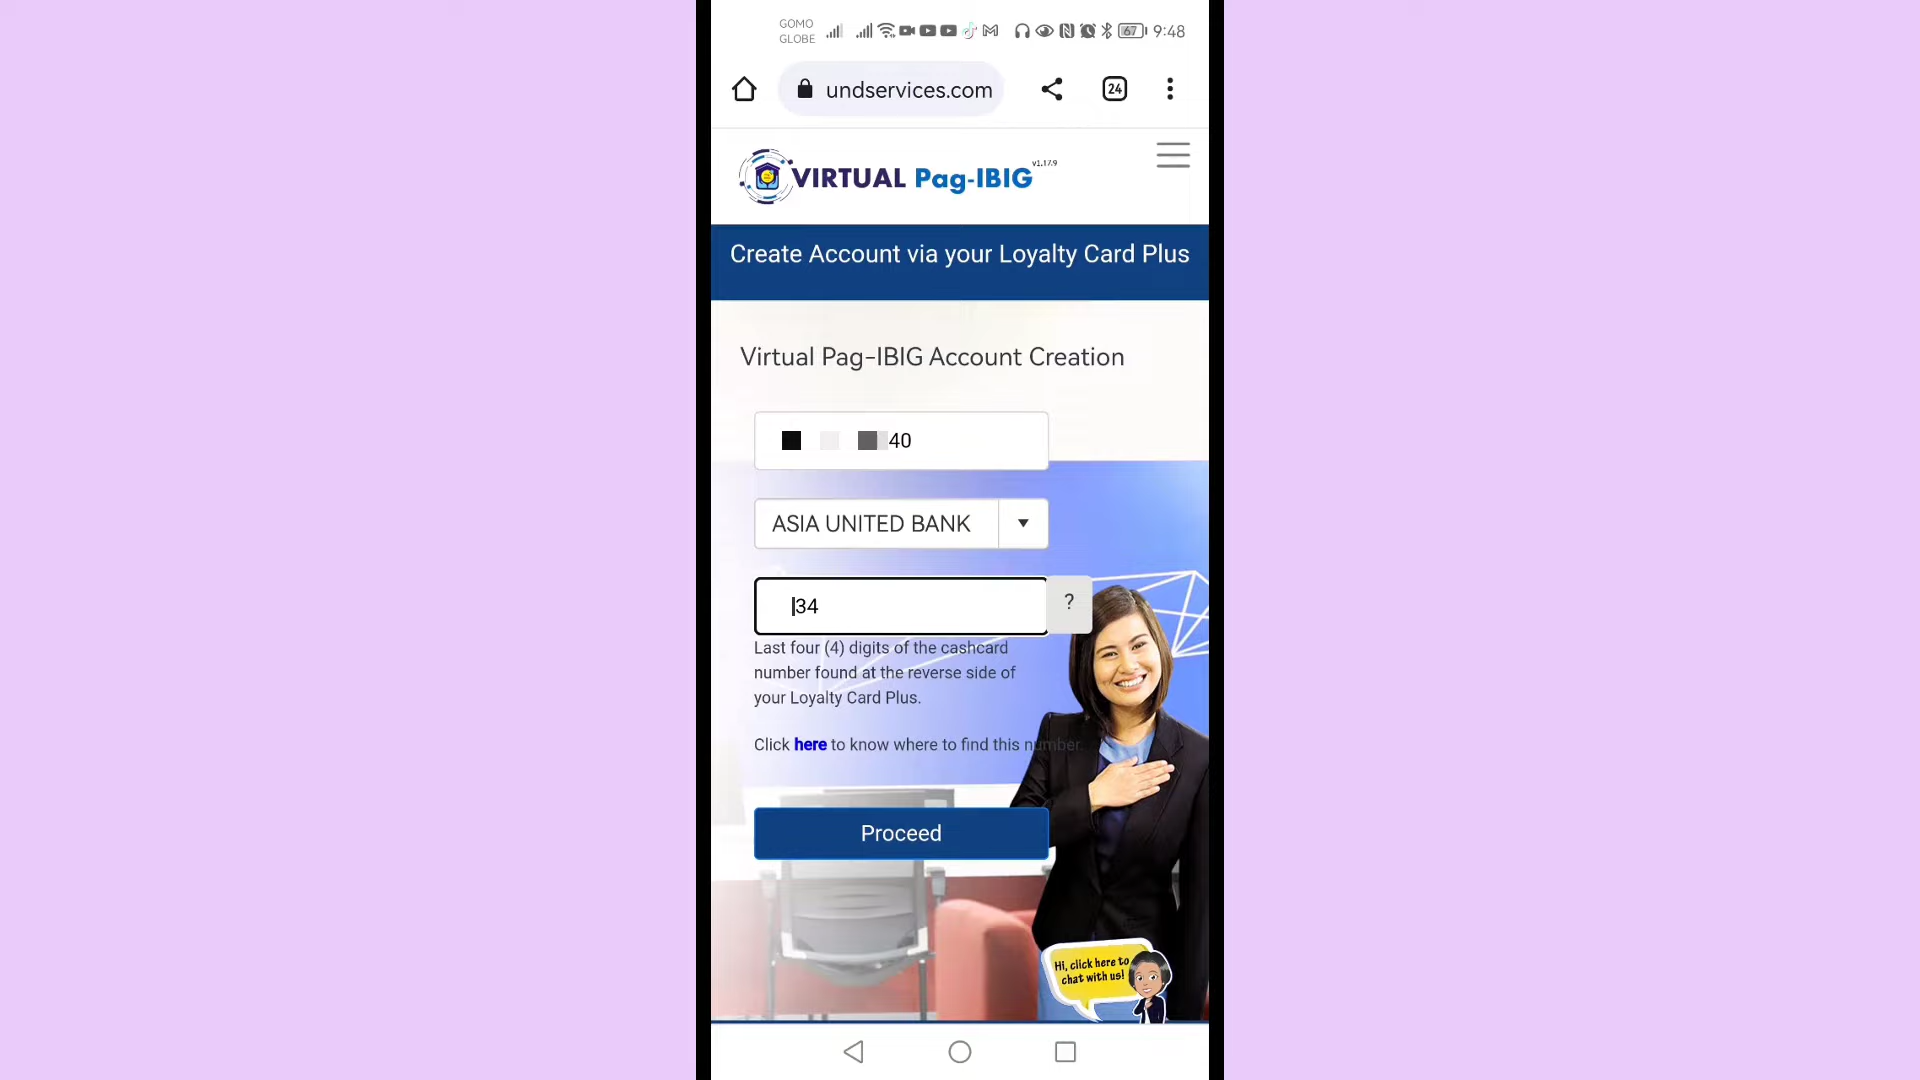 GOMO
GLOBE
67
9:48
undservices.com
24
VIRTUAL Pag-IBIG
v1.17.9
Create Account via your Loyalty Card Plus
Virtual Pag-IBIG Account Creation
40
ASIA UNITED BANK
34
?
Last four (4) digits of the cashcard
number found at the reverse side of
your Loyalty Card Plus.
Click here to know where to find this number.
Proceed
Hi, click here to
chat with us!